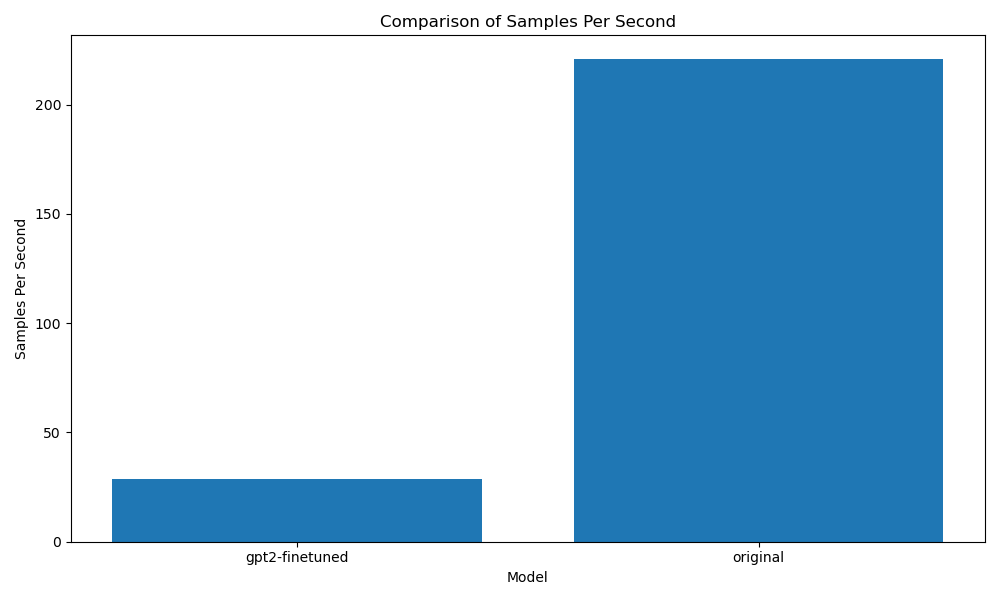 Comparison of Samples Per Second
Samples Per Second
200
150
100
50
0
gpt2-finetuned
original
Model